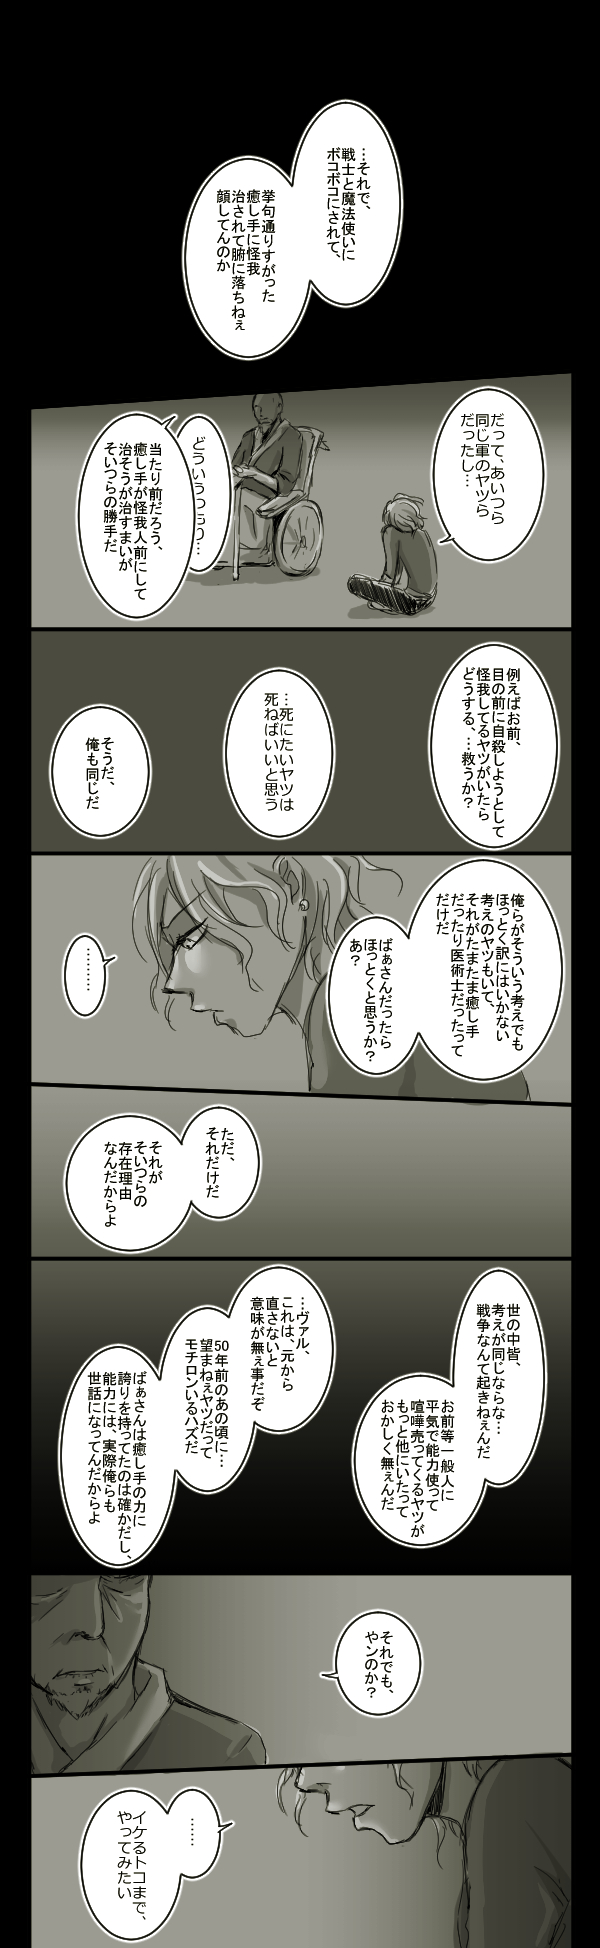 …それで、
戦士と魔法使いに
ボコボコにされて、
挙句通りすがった
癒し手に怪我
治されて腑に落ちねぇ
顔してんのか
だって、あいつら
同じ軍のヤツら
だったし…
どういうつもり…
当たり前だろう、
癒し手が怪我人前にして
治そうが治すまいが
そいつらの勝手だ
例えばお前、
目の前に自殺しようとして
怪我してるヤツがいたら
どうする、…救うか？
…死にたいヤツは
死ねばいいと思う
そうだ、
俺も同じだ
俺らがそういう考えでも
ほっとく訳にはいかない
考えのヤツもいて、
それがたまたま癒し手
だったり医術士だったって
だけだ
ばぁさんだったら
ほっとくと思うか？
あ？
………
ただ、
それだけだ
それが
そいつらの
存在理由
なんだからよ
世の中皆、
考えが同じならな…
戦争なんて起きねぇんだ
お前等一般人に
平気で能力使って
喧嘩売ってくるヤツが
もっと他にいたって
おかしく無ぇんだ
…ヴァル、
これは、元から
直さないと
意味が無ぇ事だぞ
50年前のあの頃に…
望まねぇヤツだって
モチロンいるハズだ
ばぁさんは癒し手の力に
誇りを持ってたのは確かだし、
能力には、実際俺らも
世話になってんだからよ
それでも、
やンのか？
……
イケるトコまで、
やってみたい